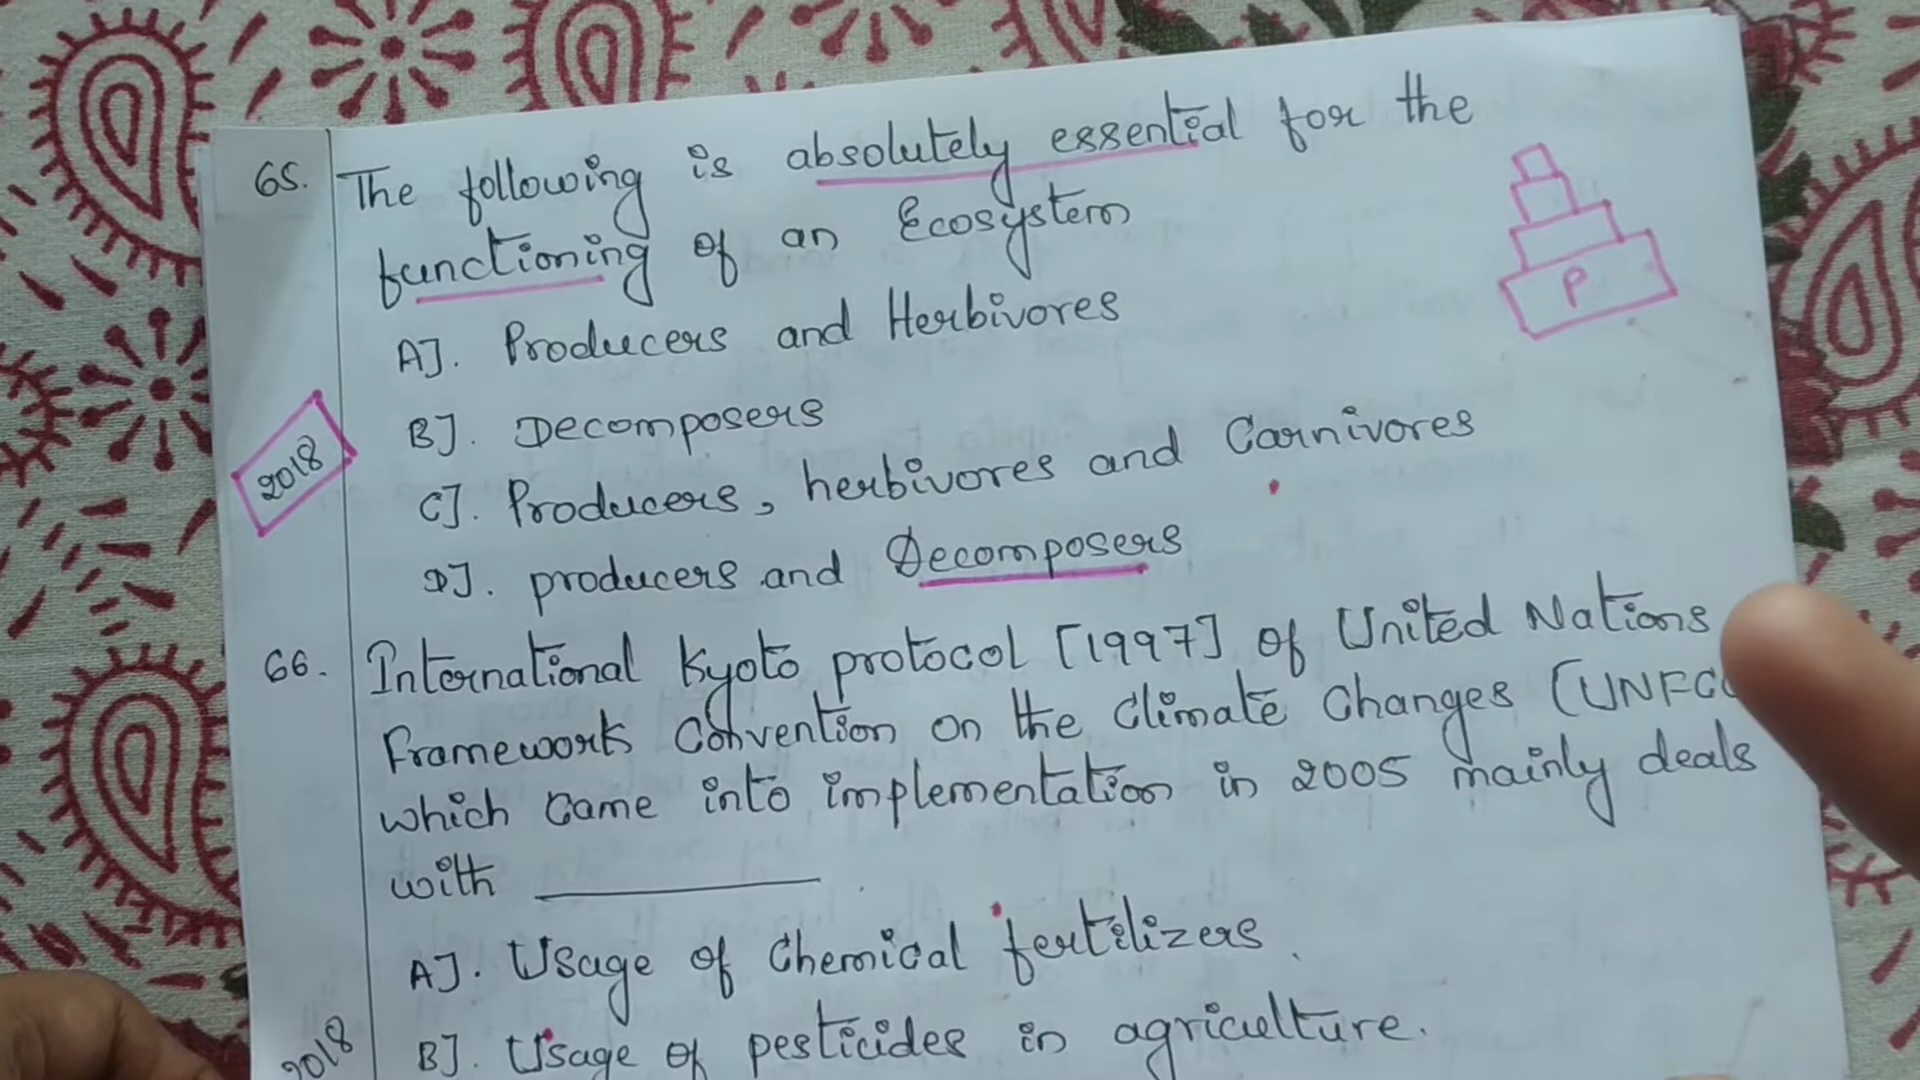 65. The following is absolutely essential for the
functioning of an Ecosystem
A]. Producers and Herbivores
B]. Decomposers
C]. Producers, herbivores and Carnivores
D]. producers and Decomposers
2018
P
66. International Kyoto protocol [1997] of United Nations
Framework Convention on the Climate Changes (UNFCC
which came into implementation in 2005 mainly deals
with ________.
A]. Usage of Chemical fertilizers.
B]. Usage of pesticides in agriculture.
2018